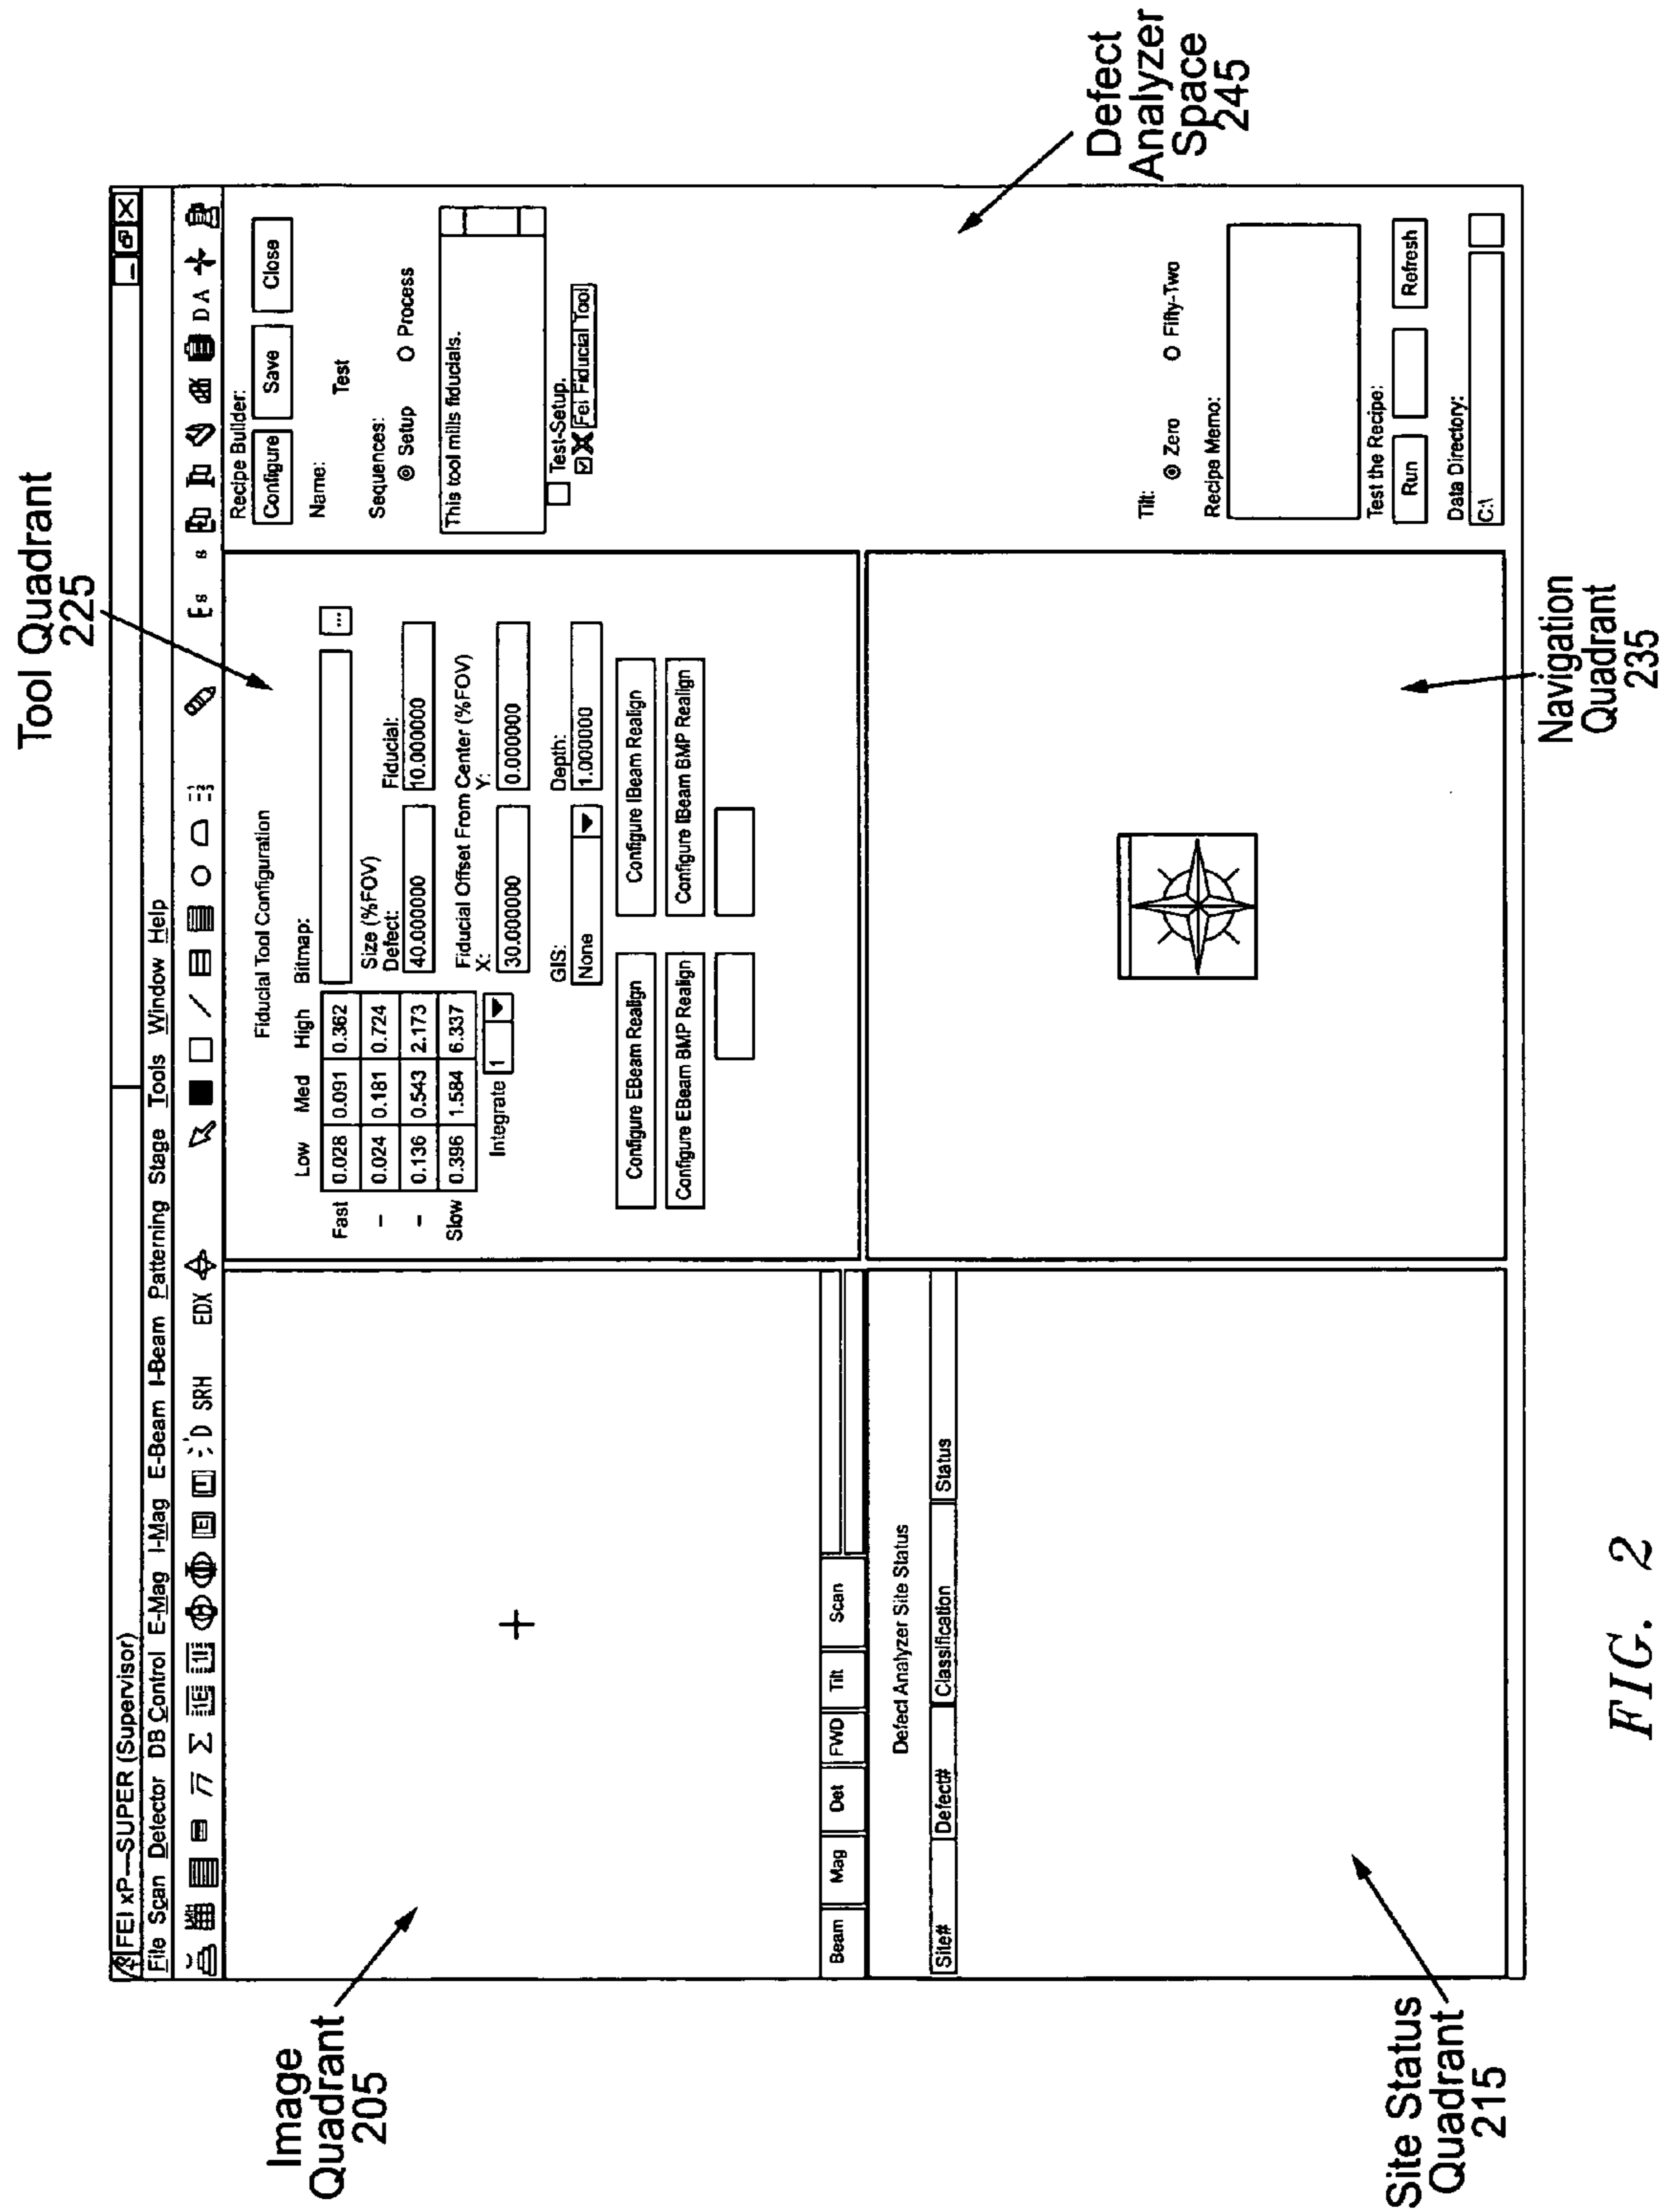 Tool Quadrant
225
FEI xP—SUPER (Supervisor)
File Scan Detector DB Control E-Mag I-Mag E-Beam I-Beam Patterning Stage Tools Window Help
Σ 1E D SRH EDX E s s D A
Fiducial Tool Configuration
Low Med High
Fast 0.028 0.091 0.362
– 0.024 0.181 0.724
– 0.136 0.543 2.173
Slow 0.396 1.584 6.337
Integrate 1
Bitmap:
...
Size (%FOV)
Defect: Fiducial:
40.000000 10.000000
Fiducial Offset From Center (%FOV)
X: Y:
30.000000 0.000000
GIS: Depth:
None 1.000000
Configure EBeam Realign Configure IBeam Realign
Configure EBeam BMP Realign Configure IBeam BMP Realign
Recipe Builder:
Configure Save Close
Name: Test
Sequences:
Setup Process
This tool mills fiducials.
Test-Setup.
Fei Fiducial Tool
Tilt:
Zero Fifty-Two
Recipe Memo:
Test the Recipe:
Run Refresh
Data Directory:
C:\
Beam Mag Det FWD Tilt Scan
Defect Analyzer Site Status
Site# Defect# Classification Status
Image
Quadrant
205
Site Status
Quadrant
215
Navigation
Quadrant
235
Defect
Analyzer
Space
245
FIG. 2